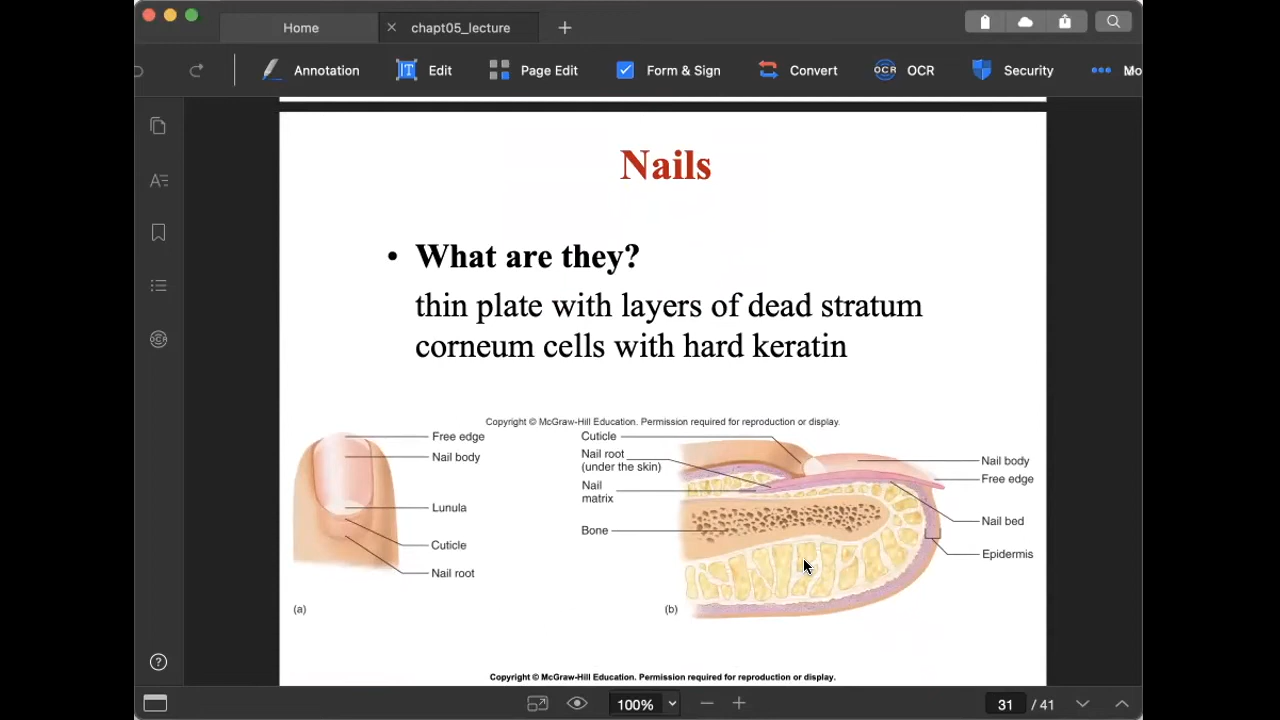 Home
chapt05_lecture
Annotation
Edit
Page Edit
Form & Sign
Convert
OCR
OCR
Security
Mo
Nails
• What are they?
thin plate with layers of dead stratum
corneum cells with hard keratin
Copyright © McGraw-Hill Education. Permission required for reproduction or display.
Free edge
Nail body
Lunula
Cuticle
Nail root
(a)
Cuticle
Nail root
(under the skin)
Nail
matrix
Bone
Nail body
Free edge
Nail bed
Epidermis
(b)
Copyright © McGraw-Hill Education. Permission required for reproduction or display.
100%
31 / 41